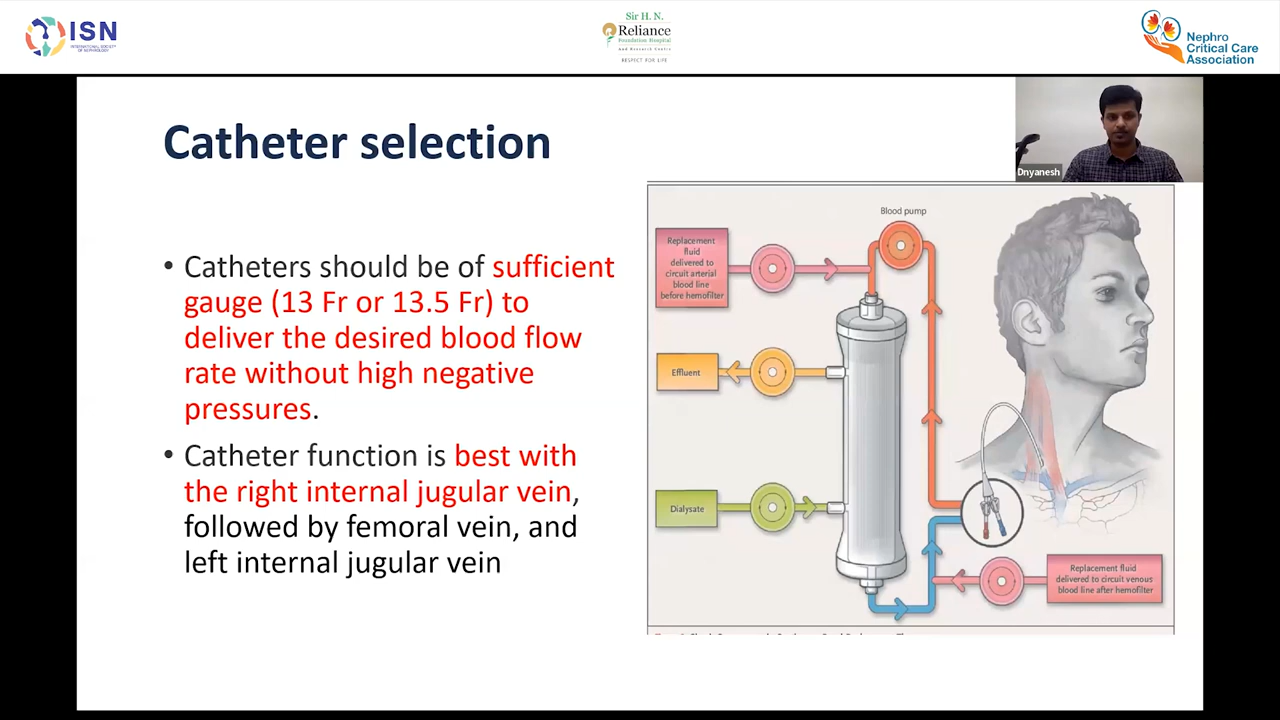 ISN
INTERNATIONAL SOCIETY
OF NEPHROLOGY
Sir H. N.
Reliance
Foundation Hospital
And Research Centre
RESPECT FOR LIFE
Nephro
Critical Care
Association
Dnyanesh
Catheter selection
• Catheters should be of sufficient
gauge (13 Fr or 13.5 Fr) to
deliver the desired blood flow
rate without high negative
pressures.
• Catheter function is best with
the right internal jugular vein,
followed by femoral vein, and
left internal jugular vein
Blood pump
Replacement
fluid
delivered to
circuit arterial
blood line
before hemofilter
Effluent
Dialysate
Replacement fluid
delivered to circuit venous
blood line after hemofilter